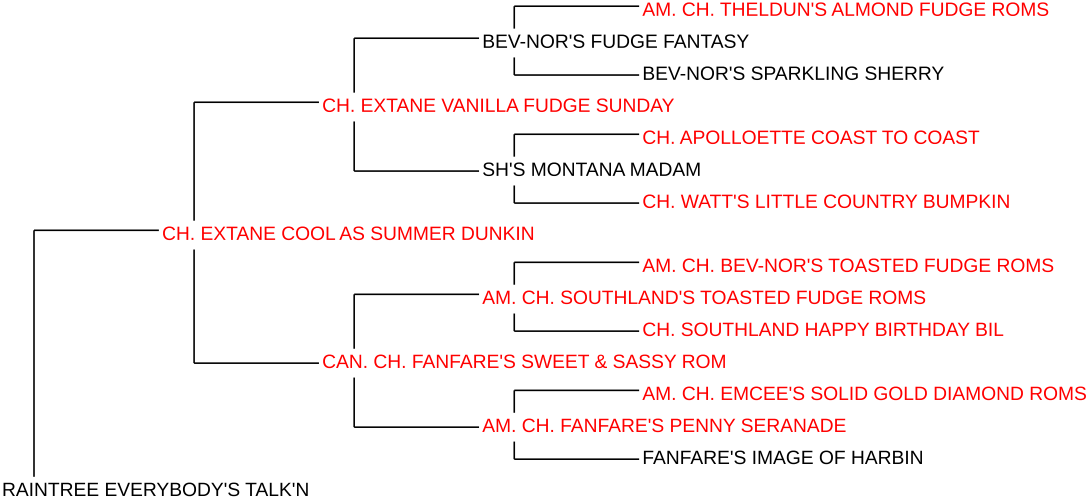 AM. CH. THELDUN'S ALMOND FUDGE ROMS
BEV-NOR'S FUDGE FANTASY
BEV-NOR'S SPARKLING SHERRY
CH. EXTANE VANILLA FUDGE SUNDAY
CH. APOLLOETTE COAST TO COAST
SH'S MONTANA MADAM
CH. WATT'S LITTLE COUNTRY BUMPKIN
CH. EXTANE COOL AS SUMMER DUNKIN
AM. CH. BEV-NOR'S TOASTED FUDGE ROMS
AM. CH. SOUTHLAND'S TOASTED FUDGE ROMS
CH. SOUTHLAND HAPPY BIRTHDAY BIL
CAN. CH. FANFARE'S SWEET & SASSY ROM
AM. CH. EMCEE'S SOLID GOLD DIAMOND ROMS
AM. CH. FANFARE'S PENNY SERANADE
FANFARE'S IMAGE OF HARBIN
RAINTREE EVERYBODY'S TALK'N